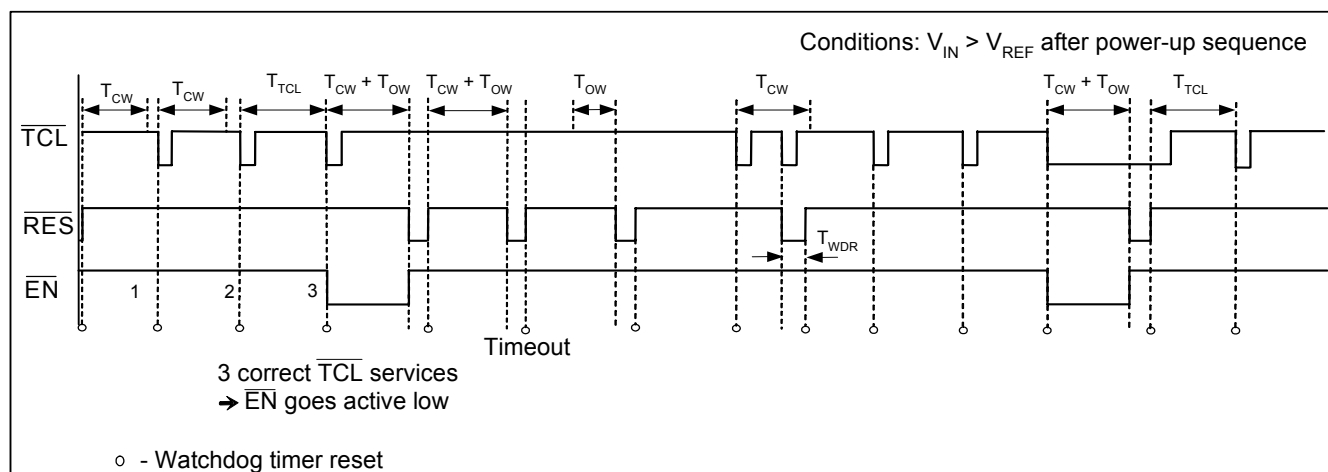 Conditions: V_IN > V_REF after power-up sequence
T_CW T_CW T_TCL T_CW + T_OW T_CW + T_OW T_OW T_CW T_CW + T_OW T_TCL
TCL
RES
T_WDR
EN
1 2 3
Timeout
3 correct TCL services
→ EN goes active low
o - Watchdog timer reset